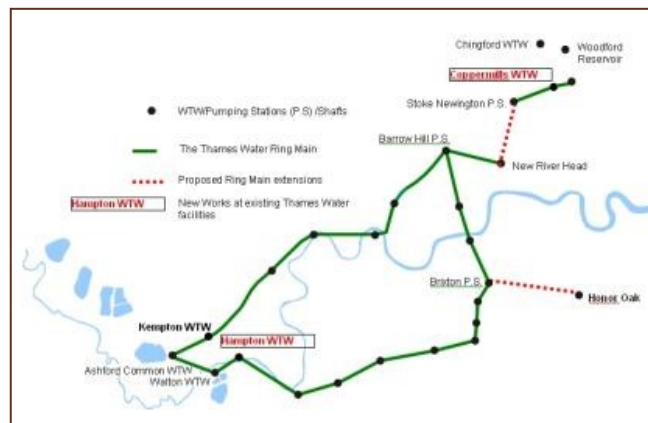 Chingford WTW
Woodford
Reservoir
Coppermills WTW
WTW/Pumping Stations (P.S) /Shafts
Stoke Newington P.S.
Barrow Hill P.S.
The Thames Water Ring Main
New River Head
Proposed Ring Main extensions
Hampton WTW
New Works at existing Thames Water
facilities
Brixton P.S.
Honor Oak
Kempton WTW
Hampton WTW
Ashford Common WTW
Walton WTW